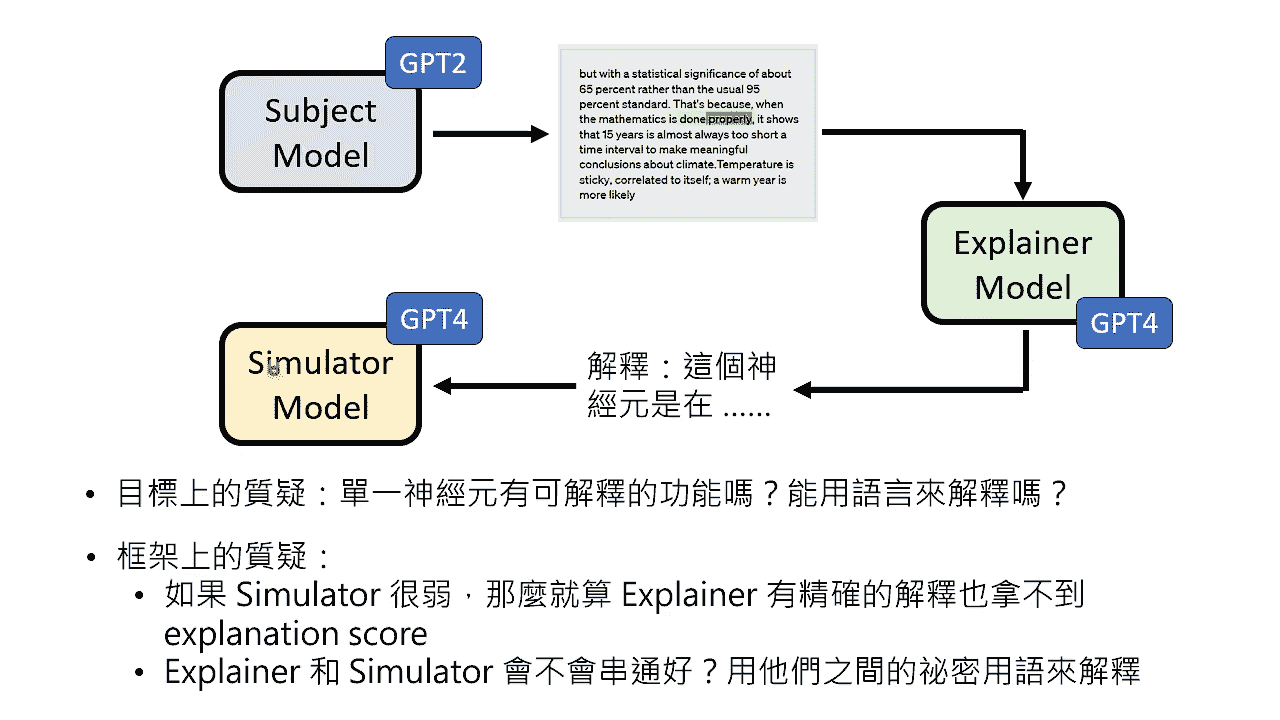 GPT2
Subject
Model
but with a statistical significance of about
65 percent rather than the usual 95
percent standard. That's because, when
the mathematics is done properly, it shows
that 15 years is almost always too short a
time interval to make meaningful
conclusions about climate.Temperature is
sticky, correlated to itself; a warm year is
more likely
Explainer
Model
GPT4
解釋：這個神
經元是在 ......
GPT4
Simulator
Model
• 目標上的質疑：單一神經元有可解釋的功能嗎？能用語言來解釋嗎？
• 框架上的質疑：
• 如果 Simulator 很弱，那麼就算 Explainer 有精確的解釋也拿不到
explanation score
• Explainer 和 Simulator 會不會串通好？用他們之間的祕密用語來解釋